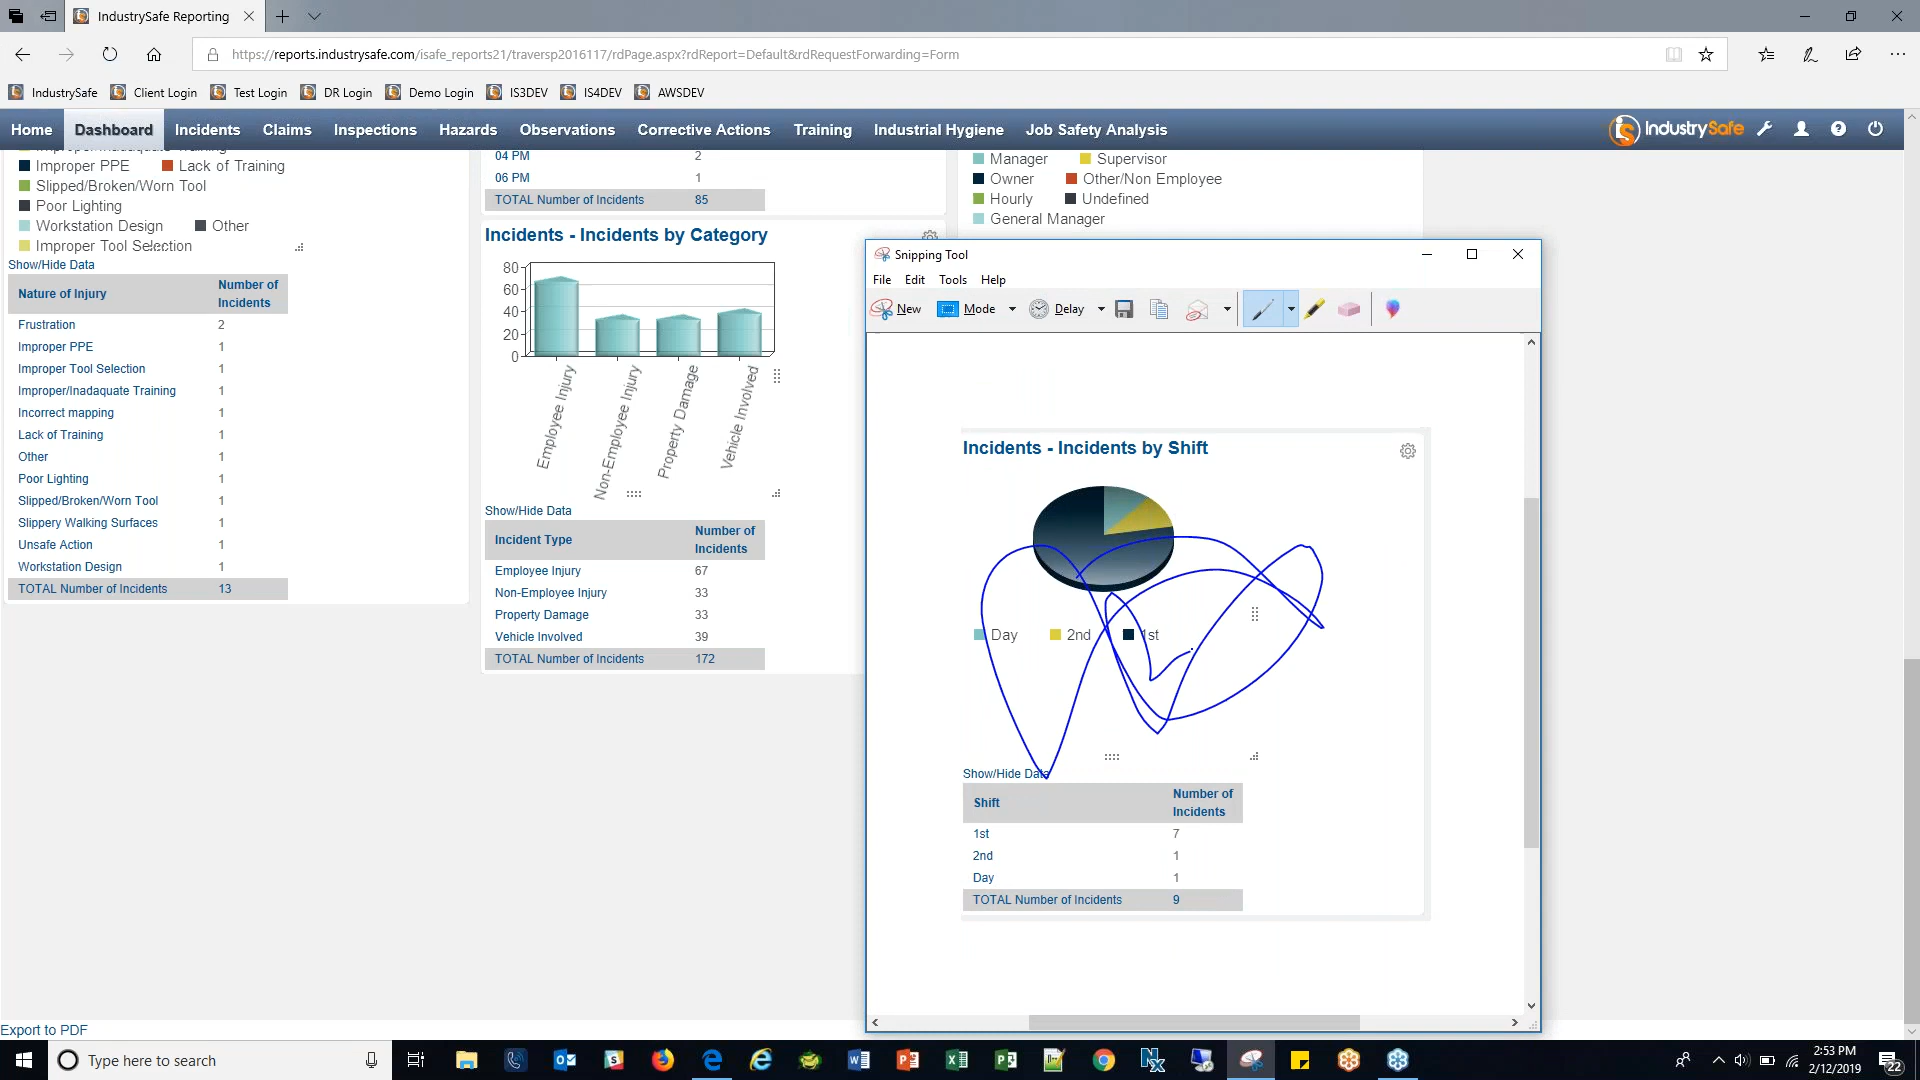 IndustrySafe Reporting
https://reports.industrysafe.com/isafe_reports21/traversp2016117/rdPage.aspx?rdReport=Default&rdRequestForwarding=Form
IndustrySafe Client Login Test Login DR Login Demo Login IS3DEV IS4DEV AWSDEV
Home Dashboard Incidents Claims Inspections Hazards Observations Corrective Actions Training Industrial Hygiene Job Safety Analysis IndustrySafe
Improper PPE Lack of Training
Slipped/Broken/Worn Tool
Poor Lighting
Workstation Design Other
Improper Tool Selection
Show/Hide Data
Nature of Injury Number of Incidents
Frustration 2
Improper PPE 1
Improper Tool Selection 1
Improper/Inadaquate Training 1
Incorrect mapping 1
Lack of Training 1
Other 1
Poor Lighting 1
Slipped/Broken/Worn Tool 1
Slippery Walking Surfaces 1
Unsafe Action 1
Workstation Design 1
TOTAL Number of Incidents 13
04 PM 2
06 PM 1
TOTAL Number of Incidents 85
Incidents - Incidents by Category
80
60
40
20
0
Employee Injury
Non-Employee Injury
Property Damage
Vehicle Involved
Show/Hide Data
Incident Type Number of Incidents
Employee Injury 67
Non-Employee Injury 33
Property Damage 33
Vehicle Involved 39
TOTAL Number of Incidents 172
Manager Supervisor
Owner Other/Non Employee
Hourly Undefined
General Manager
Snipping Tool
File Edit Tools Help
New Mode Delay
Incidents - Incidents by Shift
Day 2nd 1st
Show/Hide Data
Shift Number of Incidents
1st 7
2nd 1
Day 1
TOTAL Number of Incidents 9
Export to PDF
Type here to search
2:53 PM
2/12/2019
22